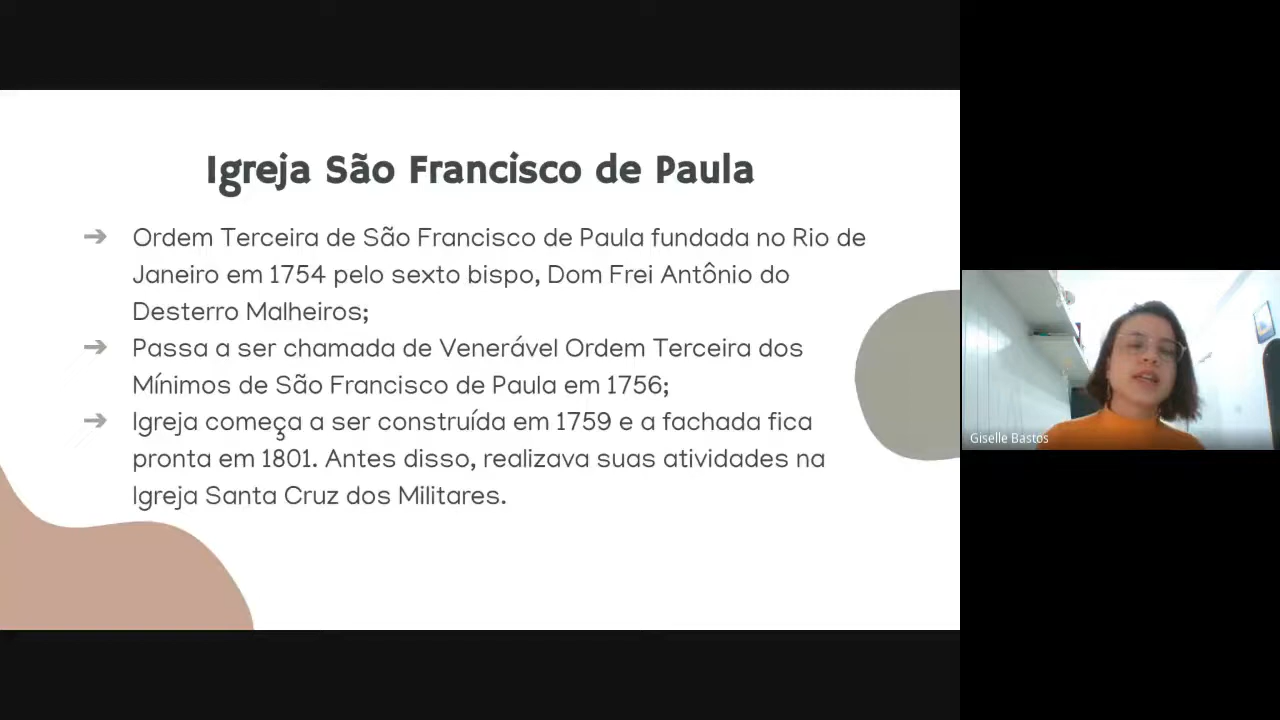 Igreja São Francisco de Paula
➔ Ordem Terceira de São Francisco de Paula fundada no Rio de
Janeiro em 1754 pelo sexto bispo, Dom Frei Antônio do
Desterro Malheiros;
➔ Passa a ser chamada de Venerável Ordem Terceira dos
Mínimos de São Francisco de Paula em 1756;
➔ Igreja começa a ser construída em 1759 e a fachada fica
pronta em 1801. Antes disso, realizava suas atividades na
Igreja Santa Cruz dos Militares.
Giselle Bastos